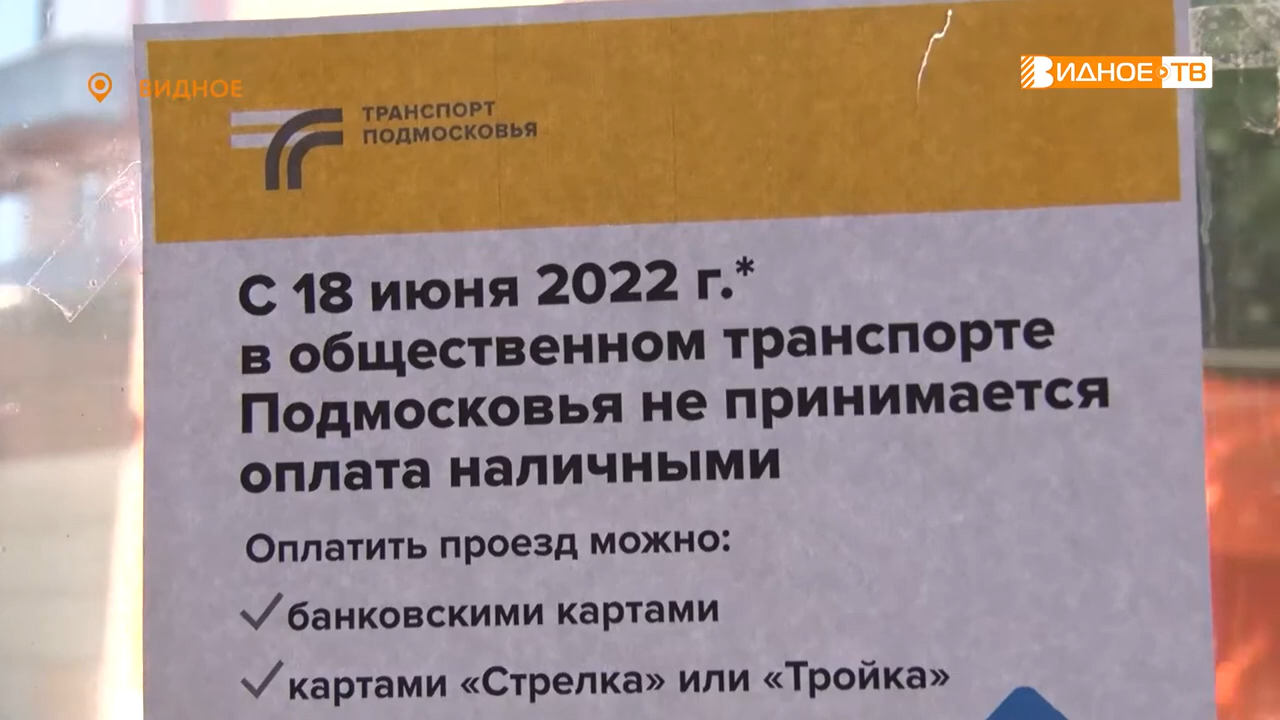 ВИДНОЕ
ВИДНОЕ ТВ
ТРАНСПОРТ
ПОДМОСКОВЬЯ
С 18 июня 2022 г.*
в общественном транспорте
Подмосковья не принимается
оплата наличными
Оплатить проезд можно:
банковскими картами
картами «Стрелка» или «Тройка»